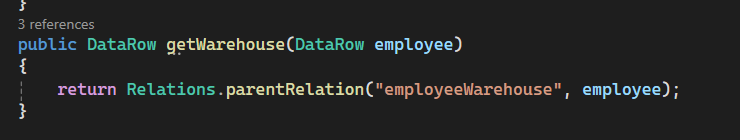 }
3 references
public DataRow getWarehouse(DataRow employee)
{
return Relations.parentRelation("employeeWarehouse", employee);
}